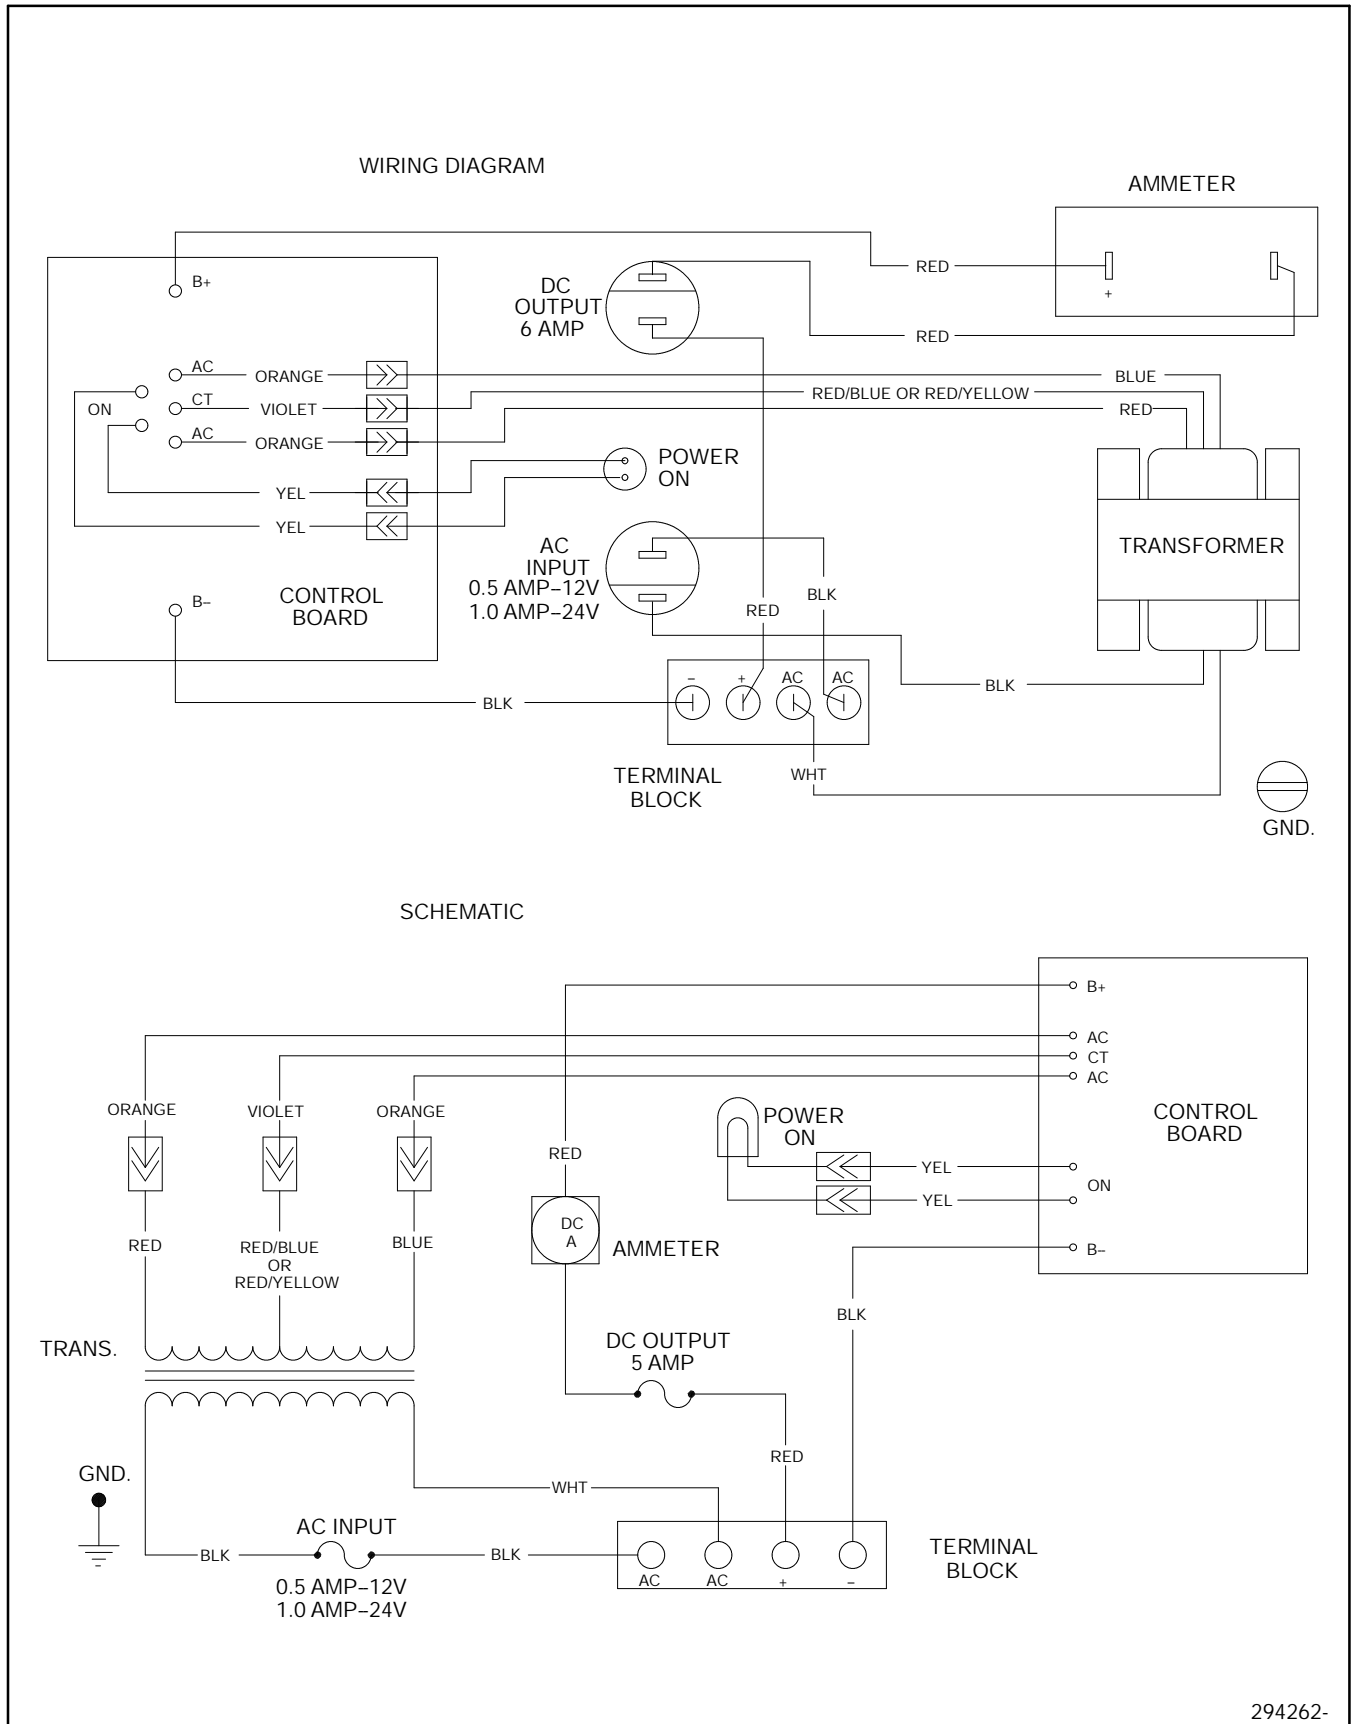 WIRING DIAGRAM
AMMETER
RED
+
B+
DC
OUTPUT
6 AMP
RED
AC
ORANGE
BLUE
ON
CT
VIOLET
RED/BLUE OR RED/YELLOW
RED
AC
ORANGE
POWER
ON
YEL
YEL
TRANSFORMER
AC
INPUT
0.5 AMP–12V
1.0 AMP–24V
BLK
RED
B–
CONTROL
BOARD
– + AC AC
BLK
BLK
TERMINAL
BLOCK
WHT
GND.
SCHEMATIC
B+
AC
CT
AC
ORANGE
VIOLET
ORANGE
POWER
ON
CONTROL
BOARD
RED
YEL
ON
YEL
DC
A
AMMETER
RED
RED/BLUE
OR
RED/YELLOW
BLUE
B–
BLK
TRANS.
DC OUTPUT
5 AMP
RED
GND.
WHT
AC INPUT
BLK
BLK
0.5 AMP–12V
1.0 AMP–24V
AC AC + –
TERMINAL
BLOCK
294262-